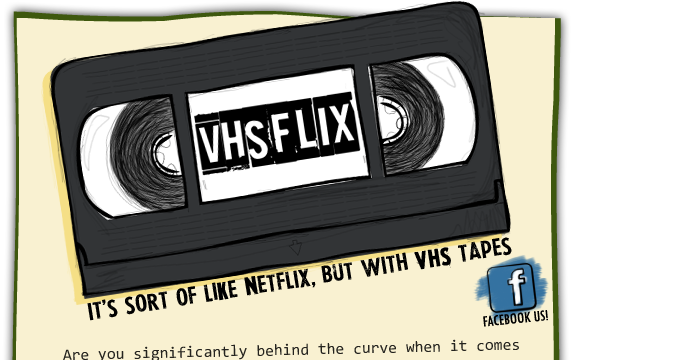 VHSFLIX
IT'S SORT OF LIKE NETFLIX, BUT WITH VHS TAPES
f
FACEBOOK US!
Are you significantly behind the curve when it comes